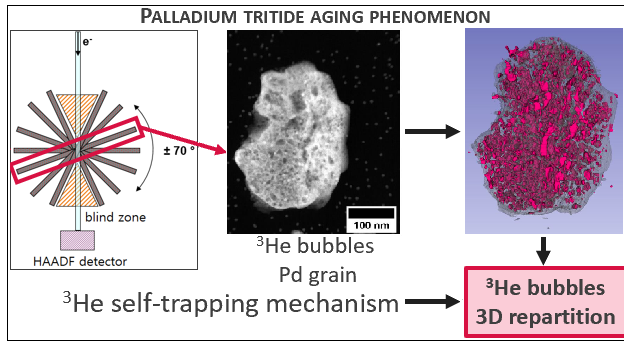 PALLADIUM TRITIDE AGING PHENOMENON
e-
± 70 °
blind zone
HAADF detector
100 nm
³He bubbles
Pd grain
³He self-trapping mechanism
³He bubbles
3D repartition